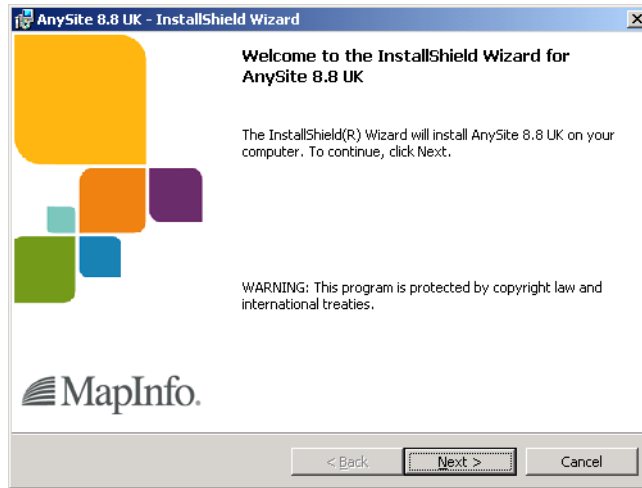 AnySite 8.8 UK - InstallShield Wizard
Welcome to the InstallShield Wizard for
AnySite 8.8 UK
The InstallShield(R) Wizard will install AnySite 8.8 UK on your
computer. To continue, click Next.
WARNING: This program is protected by copyright law and
international treaties.
MapInfo.
< Back Next > Cancel